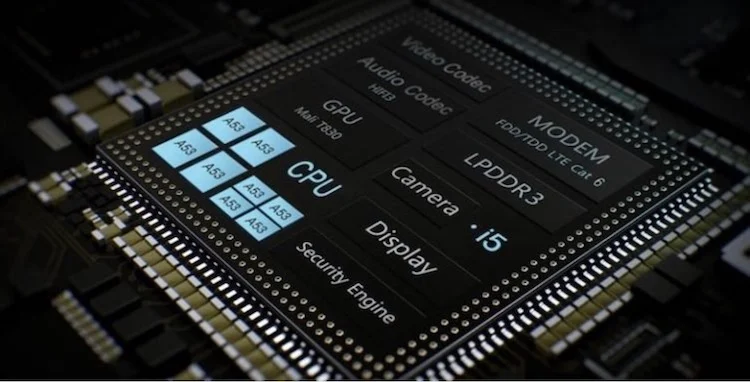 Video Codec
Audio Codec
HIFI3
GPU
Mali T830
MODEM
FDD/TDD LTE Cat 6
A53
A53
A53
A53
CPU
LPDDR3
A53
A53
A53
A53
Camera
i5
Display
Security Engine